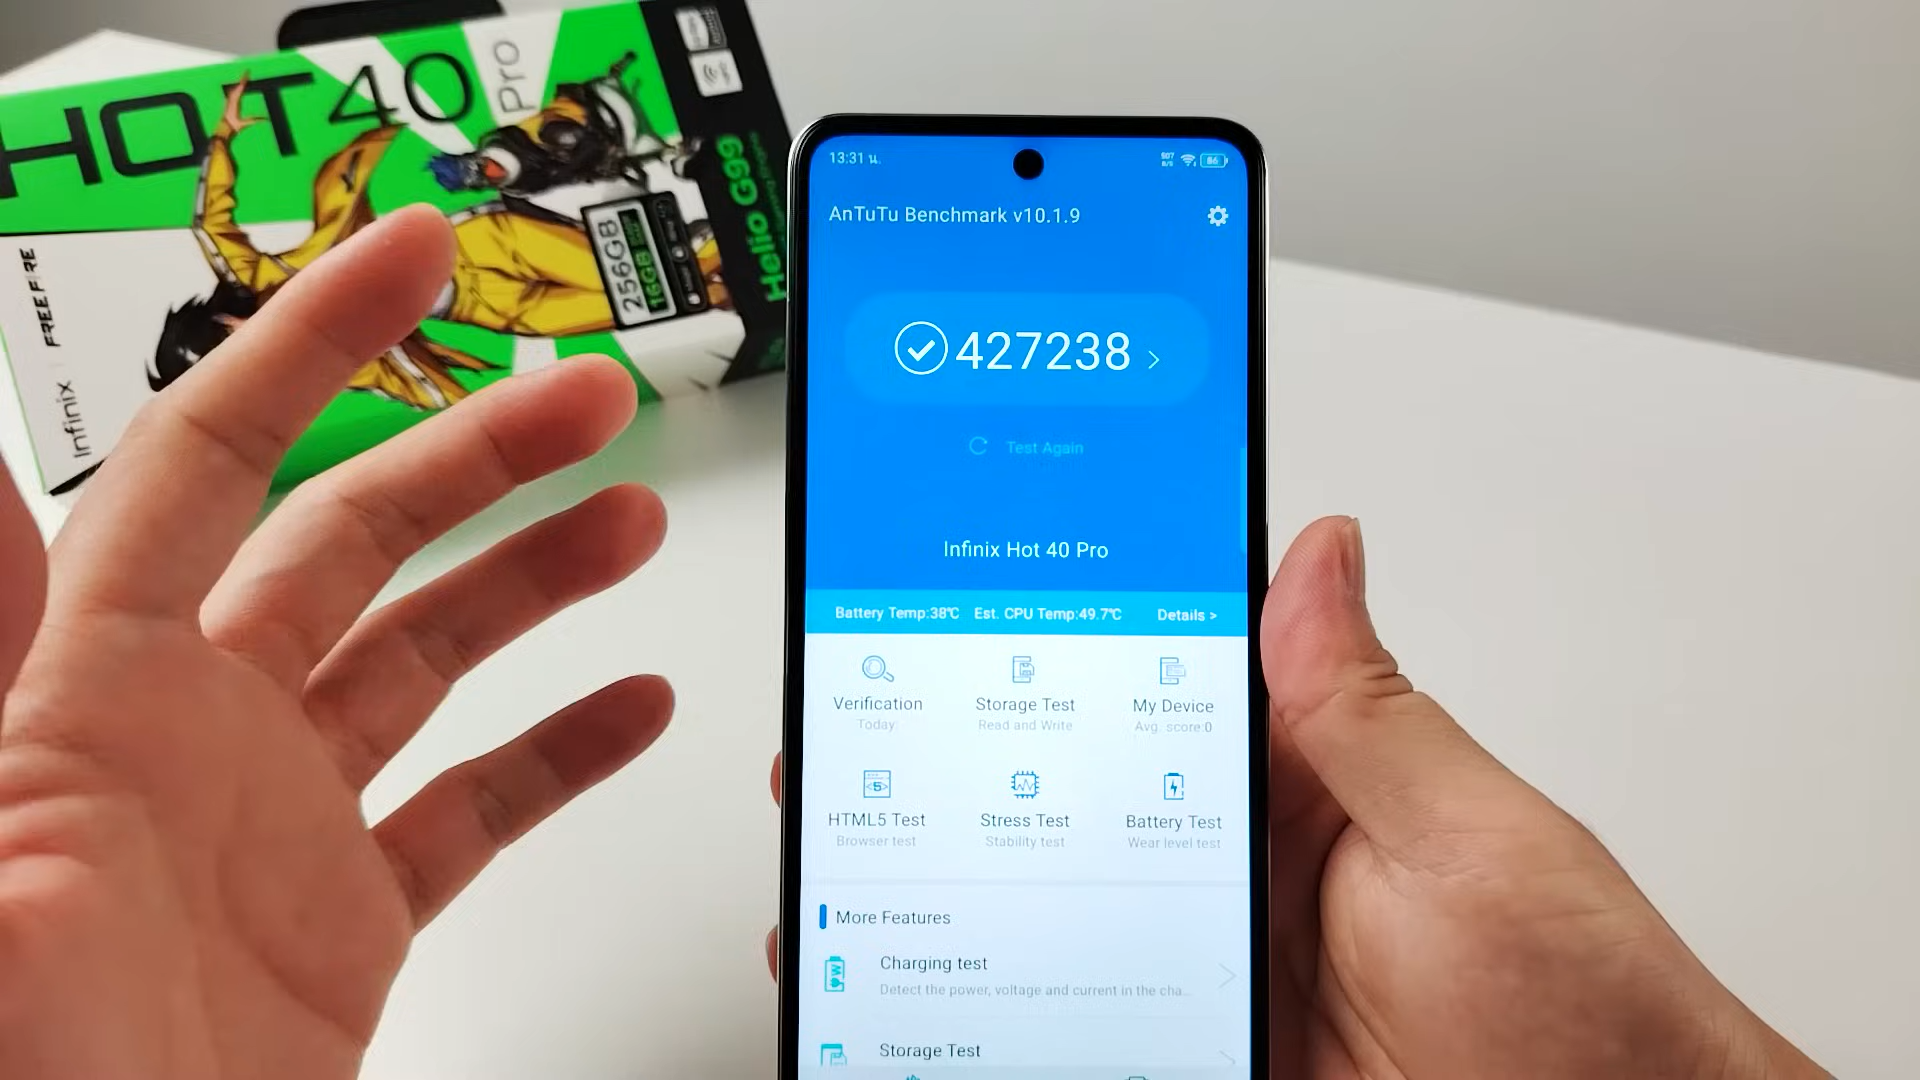 HOT 40 Pro
Helio G99
256GB
16GB
Infinix | FREE FIRE
13:31 น.
86
AnTuTu Benchmark v10.1.9
427238 >
Test Again
Infinix Hot 40 Pro
Battery Temp:38℃ Est. CPU Temp:49.7℃ Details >
Verification Storage Test My Device
Today: Read and Write Avg. score:0
HTML5 Test Stress Test Battery Test
Browser test Stability test Wear level test
More Features
Charging test
Detect the power, voltage and current in the cha...
Storage Test